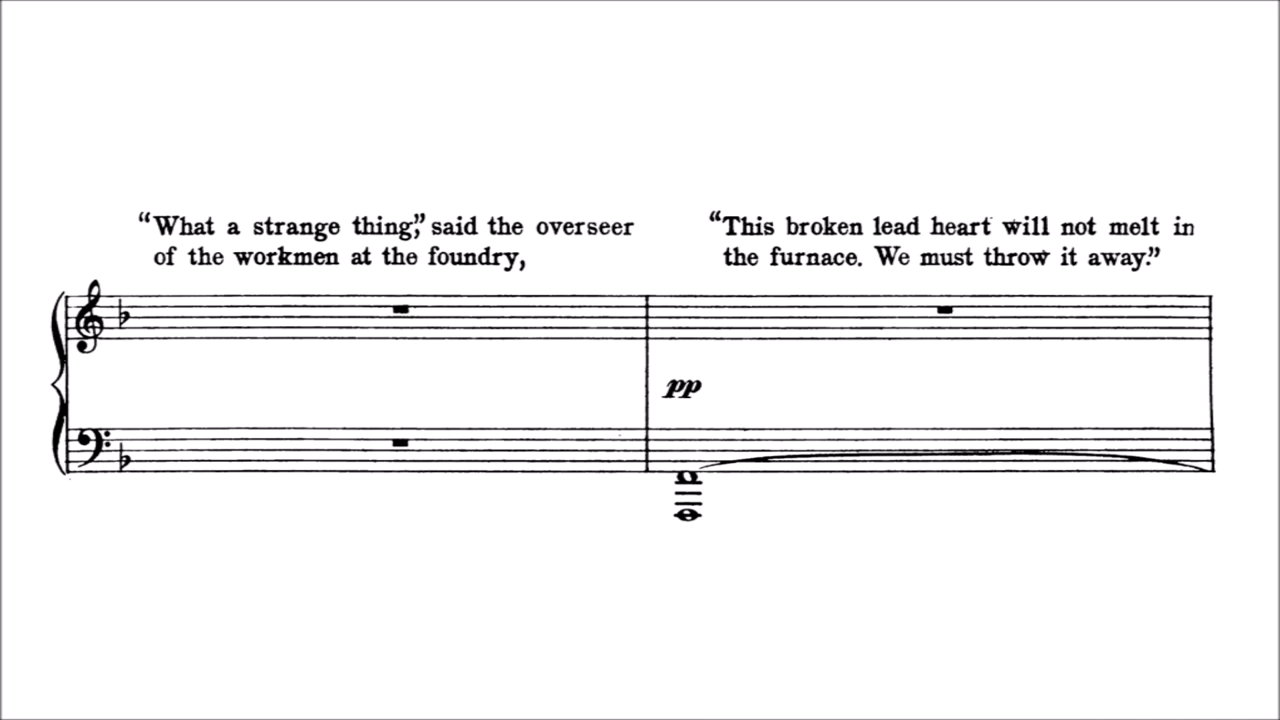 “What a strange thing,” said the overseer
of the workmen at the foundry,
“This broken lead heart will not melt in
the furnace. We must throw it away.”
pp